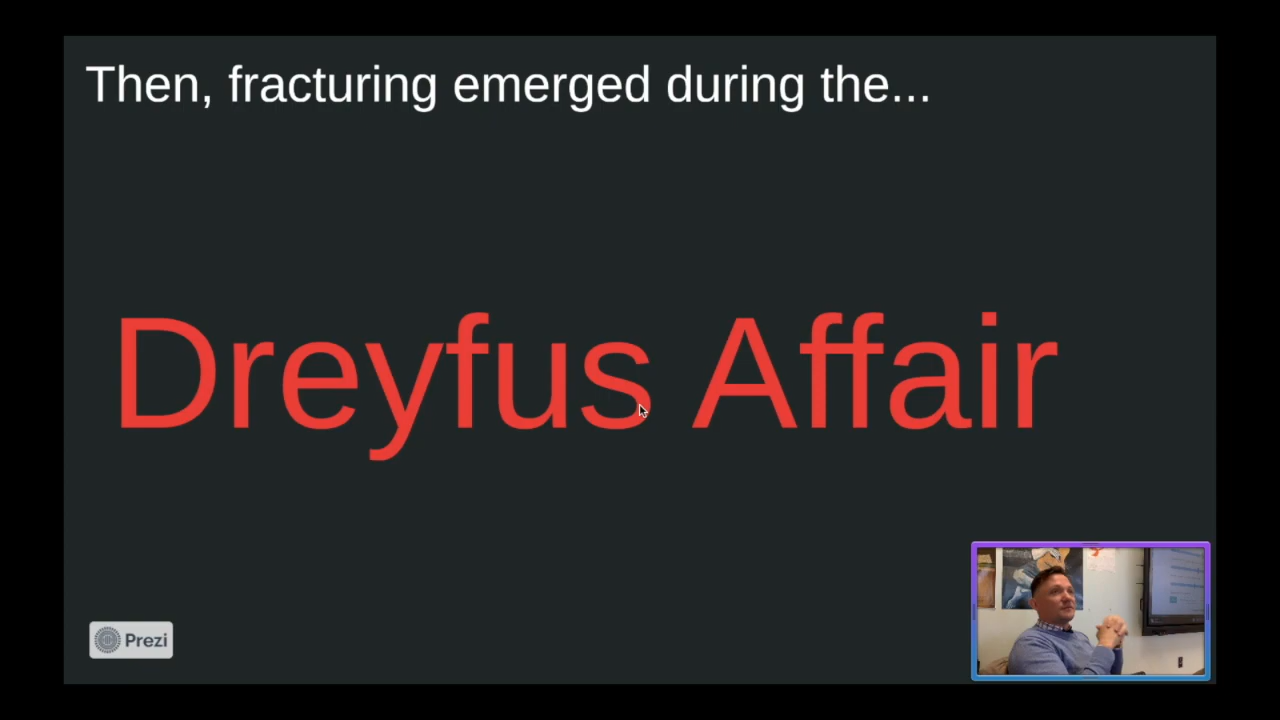 Then, fracturing emerged during the...
Dreyfus Affair
Prezi